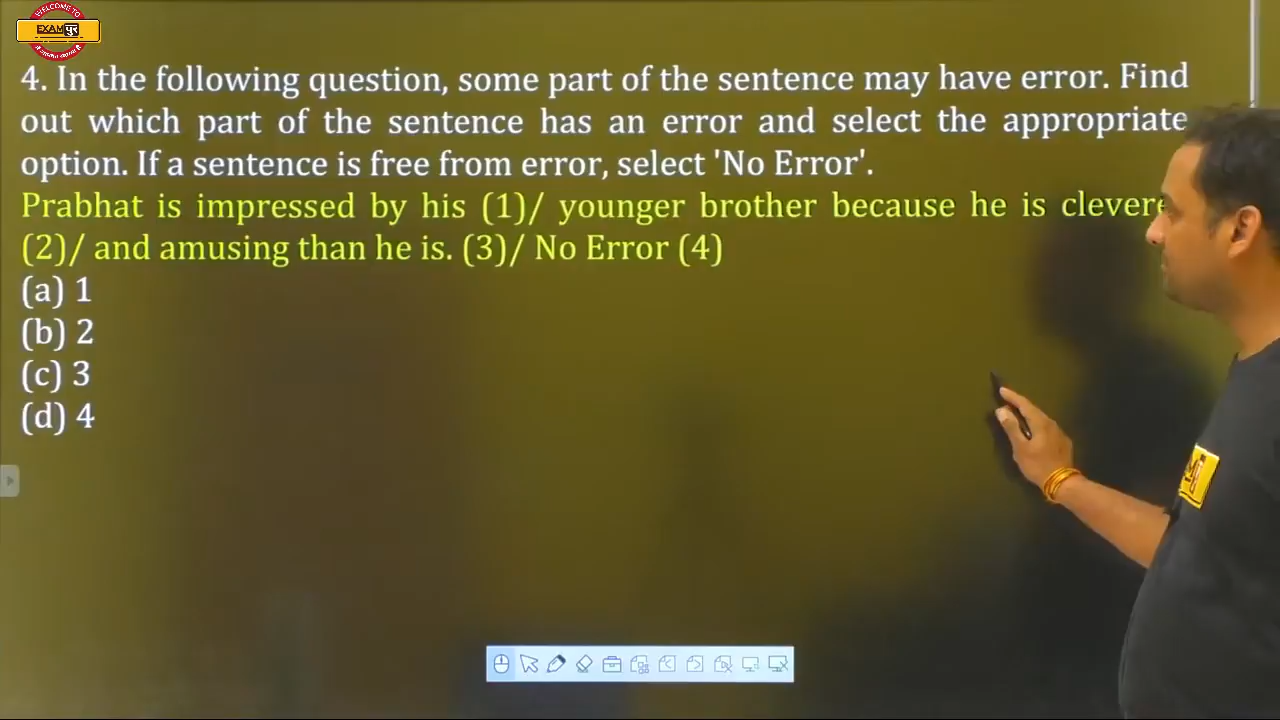 WELCOME TO
EXAM पुर
4. In the following question, some part of the sentence may have error. Find
out which part of the sentence has an error and select the appropriate
option. If a sentence is free from error, select 'No Error'.
Prabhat is impressed by his (1)/ younger brother because he is clevere
(2)/ and amusing than he is. (3)/ No Error (4)
(a) 1
(b) 2
(c) 3
(d) 4